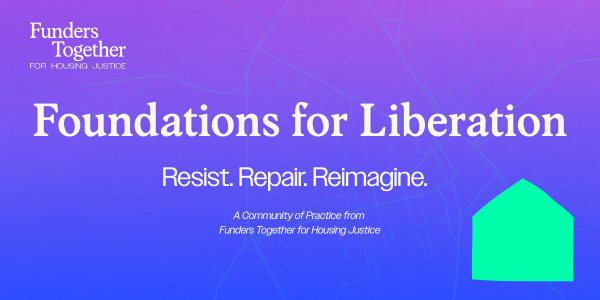 Funders
Together
FOR HOUSING JUSTICE
Foundations for Liberation
Resist. Repair. Reimagine.
A Community of Practice from
Funders Together for Housing Justice